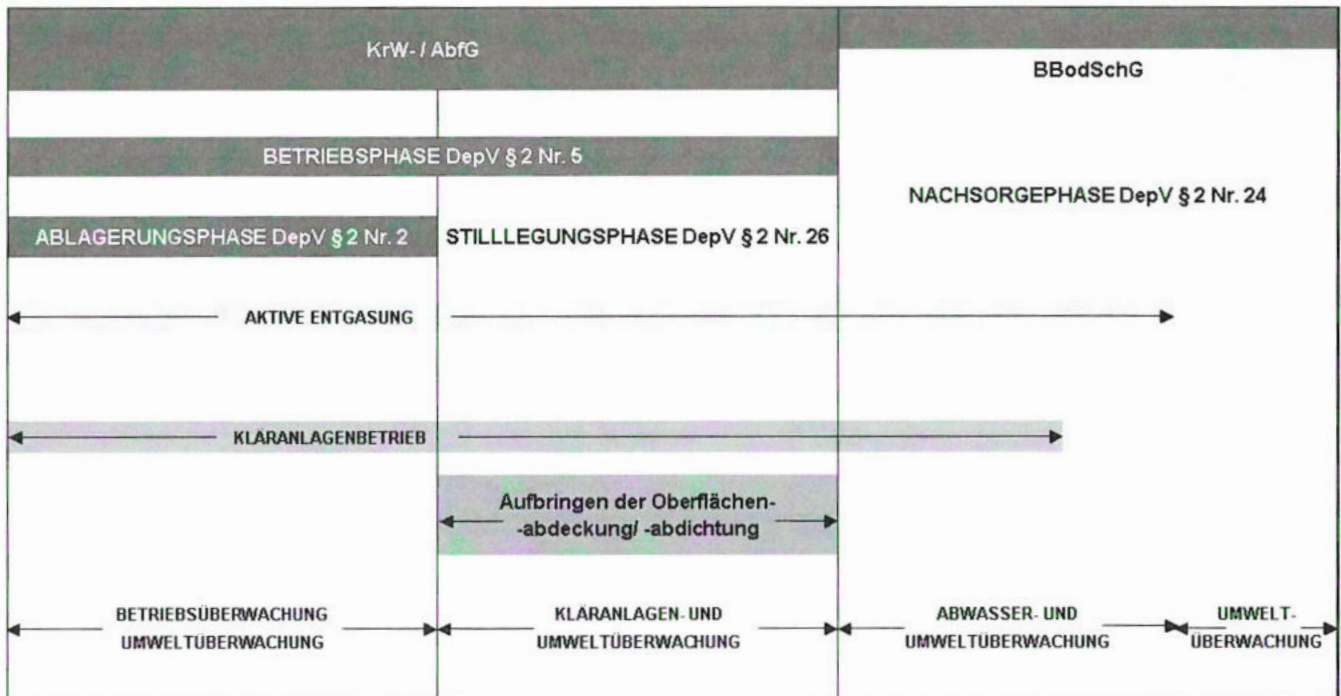 KrW- / AbfG
BBodSchG
BETRIEBSPHASE DepV § 2 Nr. 5
NACHSORGEPHASE DepV § 2 Nr. 24
ABLAGERUNGSPHASE DepV § 2 Nr. 2
STILLLEGUNGSPHASE DepV § 2 Nr. 26
AKTIVE ENTGASUNG
KLÄRANLAGENBETRIEB
Aufbringen der Oberflächen-
-abdeckung/ -abdichtung
BETRIEBSÜBERWACHUNG
UMWELTÜBERWACHUNG
KLÄRANLAGEN- UND
UMWELTÜBERWACHUNG
ABWASSER- UND
UMWELTÜBERWACHUNG
UMWELT-
ÜBERWACHUNG